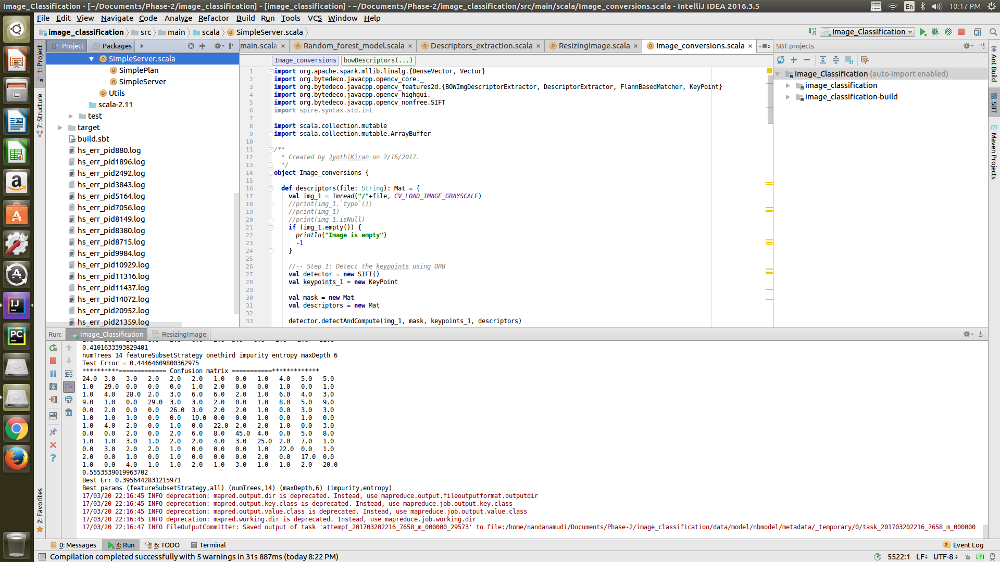 Image_Classification - [~/Documents/Phase-2/image_classification] - [image_classification] - ~/Documents/Phase-2/image_classification/src/main/scala/Image_conversions.scala - IntelliJ IDEA 2016.3.5
En
10:17 PM
File Edit View Navigate Code Analyze Refactor Build Run Tools VCS Window Help
image_classification src main scala SimpleServer.scala
Image_Classification
Project Packages
main.scala Random_forest_model.scala Descriptors_extraction.scala ResizingImage.scala Image_conversions.scala
SBT projects
1: Project
7: Structure
2: Favorites
SimpleServer.scala
SimplePlan
SimpleServer
Utils
scala-2.11
test
target
build.sbt
hs_err_pid880.log
hs_err_pid1896.log
hs_err_pid2492.log
hs_err_pid3843.log
hs_err_pid5164.log
hs_err_pid7056.log
hs_err_pid8149.log
hs_err_pid8380.log
hs_err_pid8715.log
hs_err_pid9984.log
hs_err_pid10929.log
hs_err_pid11316.log
hs_err_pid11437.log
hs_err_pid14072.log
hs_err_pid20952.log
hs_err_pid21359.log
Image_conversions bowDescriptors(...)
1 import org.apache.spark.mllib.linalg.{DenseVector, Vector}
2 import org.bytedeco.javacpp.opencv_core._
3 import org.bytedeco.javacpp.opencv_features2d.{BOWImgDescriptorExtractor, DescriptorExtractor, FlannBasedMatcher, KeyPoint}
4 import org.bytedeco.javacpp.opencv_highgui._
5 import org.bytedeco.javacpp.opencv_nonfree.SIFT
6 import spire.syntax.std.int
7
8 import scala.collection.mutable
9 import scala.collection.mutable.ArrayBuffer
10
11 /**
12 * Created by JyothiKiran on 2/16/2017.
13 */
14 object Image_conversions {
15
16 def descriptors(file: String): Mat = {
17 val img_1 = imread("/"+file, CV_LOAD_IMAGE_GRAYSCALE)
18 //print(img_1.`type`())
19 //print(img_1)
20 //print(img_1.isNull)
21 if (img_1.empty()) {
22 println("Image is empty")
23 -1
24 }
25
26 //-- Step 1: Detect the keypoints using ORB
27 val detector = new SIFT()
28 val keypoints_1 = new KeyPoint
29
30 val mask = new Mat
31 val descriptors = new Mat
32
33 detector.detectAndCompute(img_1, mask, keypoints_1, descriptors)
Image_Classification (auto-import enabled)
image_classification
image_classification-build
Ant Build
SBT
m Maven Projects
Run: Image_Classification ResizingImage
0.4101633393829401
numTrees 14 featureSubsetStrategy onethird impurity entropy maxDepth 6
Test Error = 0.44464609800362975
**********============= Confusion matrix ===========*************
24.0 3.0 3.0 2.0 2.0 2.0 1.0 0.0 1.0 4.0 5.0 5.0
1.0 29.0 0.0 0.0 0.0 1.0 2.0 0.0 0.0 1.0 0.0 1.0
1.0 4.0 28.0 2.0 3.0 6.0 6.0 2.0 1.0 6.0 4.0 3.0
9.0 1.0 0.0 29.0 3.0 3.0 2.0 0.0 1.0 8.0 5.0 9.0
0.0 2.0 0.0 0.0 26.0 3.0 2.0 2.0 1.0 0.0 3.0 3.0
1.0 1.0 1.0 0.0 0.0 19.0 0.0 0.0 1.0 0.0 1.0 0.0
1.0 4.0 2.0 0.0 1.0 0.0 22.0 2.0 2.0 1.0 0.0 3.0
0.0 0.0 2.0 0.0 2.0 6.0 8.0 45.0 4.0 0.0 5.0 8.0
1.0 1.0 3.0 1.0 2.0 2.0 4.0 3.0 25.0 2.0 7.0 1.0
0.0 3.0 2.0 2.0 1.0 0.0 0.0 0.0 1.0 22.0 0.0 1.0
2.0 0.0 1.0 0.0 1.0 0.0 0.0 0.0 2.0 0.0 17.0 0.0
1.0 0.0 4.0 1.0 1.0 2.0 1.0 3.0 1.0 1.0 2.0 20.0
0.5553539019963702
Best Err 0.3956442831215971
Best params (featureSubsetStrategy,all) (numTrees,14) (maxDepth,6) (impurity,entropy)
17/03/20 22:16:45 INFO deprecation: mapred.output.dir is deprecated. Instead, use mapreduce.output.fileoutputformat.outputdir
17/03/20 22:16:45 INFO deprecation: mapred.output.key.class is deprecated. Instead, use mapreduce.job.output.key.class
17/03/20 22:16:45 INFO deprecation: mapred.output.value.class is deprecated. Instead, use mapreduce.job.output.value.class
17/03/20 22:16:45 INFO deprecation: mapred.working.dir is deprecated. Instead, use mapreduce.job.working.dir
17/03/20 22:16:47 INFO FileOutputCommitter: Saved output of task 'attempt_201703202216_7658_m_000000_29573' to file:/home/nandanamudi/Documents/Phase-2/image_classification/data/model/nbmodel/metadata/_temporary/0/task_201703202216_7658_m_000000
0: Messages 4: Run 6: TODO Terminal
2 Event Log
Compilation completed successfully with 5 warnings in 31s 887ms (today 8:22 PM)
5522:1 LF UTF-8 [T]